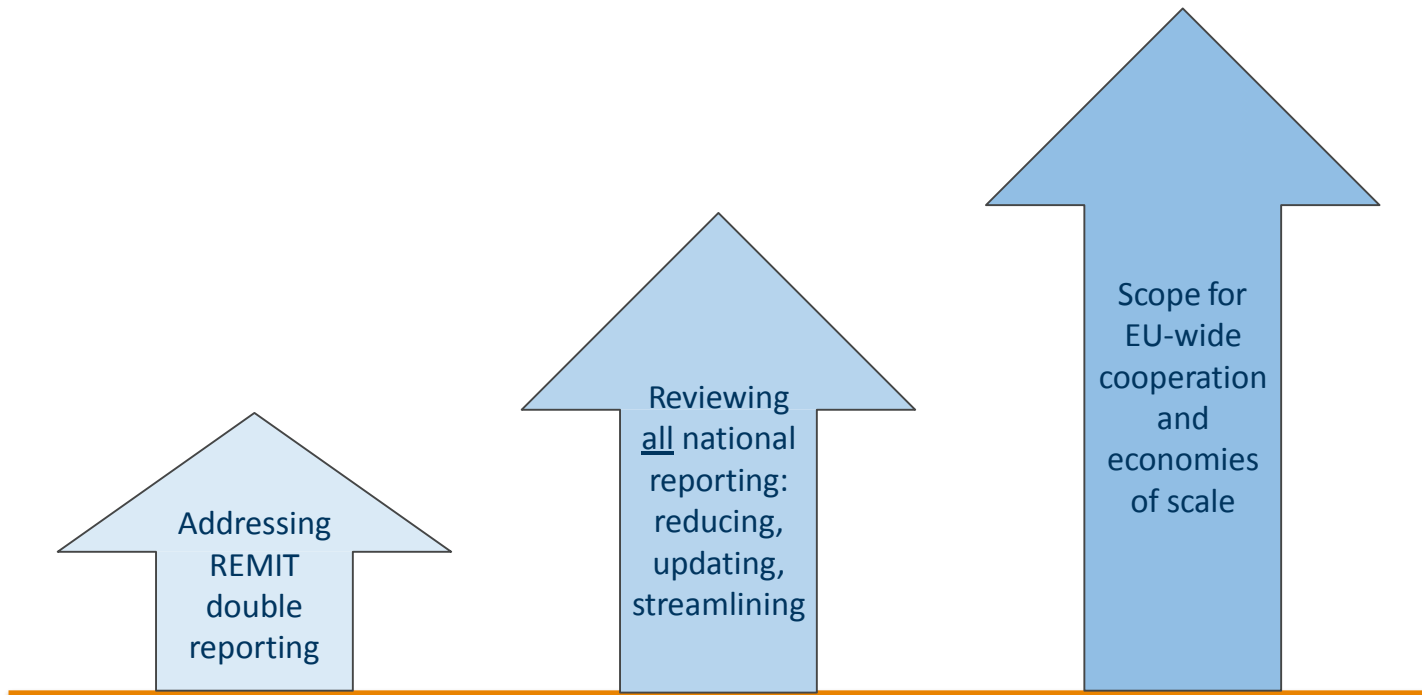 Addressing
REMIT
double
reporting
Reviewing
all national
reporting:
reducing,
updating,
streamlining
Scope for
EU-wide
cooperation
and
economies
of scale